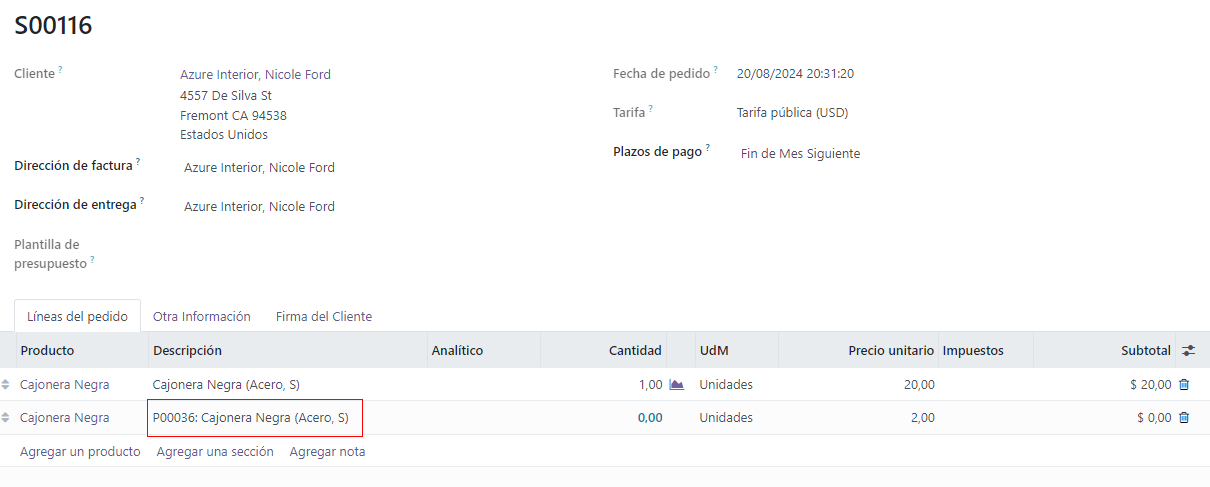 S00116
Cliente ?
Azure Interior, Nicole Ford
4557 De Silva St
Fremont CA 94538
Estados Unidos
Fecha de pedido ? 20/08/2024 20:31:20
Tarifa ? Tarifa pública (USD)
Plazos de pago ? Fin de Mes Siguiente
Dirección de factura ? Azure Interior, Nicole Ford
Dirección de entrega ? Azure Interior, Nicole Ford
Plantilla de
presupuesto ?
Líneas del pedido Otra Información Firma del Cliente
Producto Descripción Analítico Cantidad UdM Precio unitario Impuestos Subtotal
Cajonera Negra Cajonera Negra (Acero, S) 1,00 Unidades 20,00 $ 20,00
Cajonera Negra P00036: Cajonera Negra (Acero, S) 0,00 Unidades 2,00 $ 0,00
Agregar un producto Agregar una sección Agregar nota